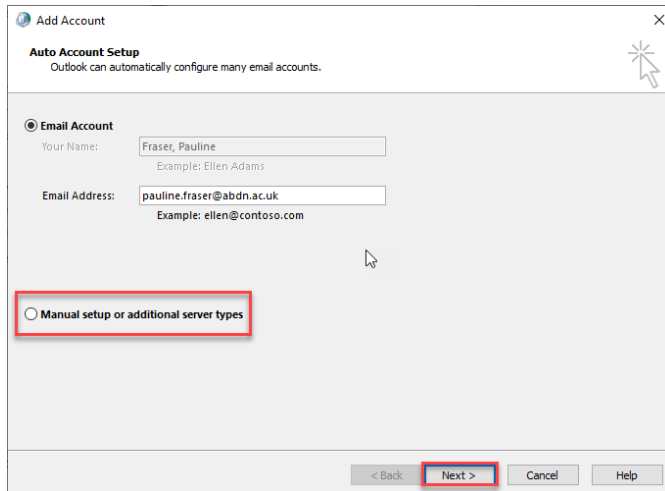 Add Account
Auto Account Setup
Outlook can automatically configure many email accounts.
Email Account
Your Name: Fraser, Pauline
Example: Ellen Adams
Email Address: pauline.fraser@abdn.ac.uk
Example: ellen@contoso.com
Manual setup or additional server types
< Back Next > Cancel Help